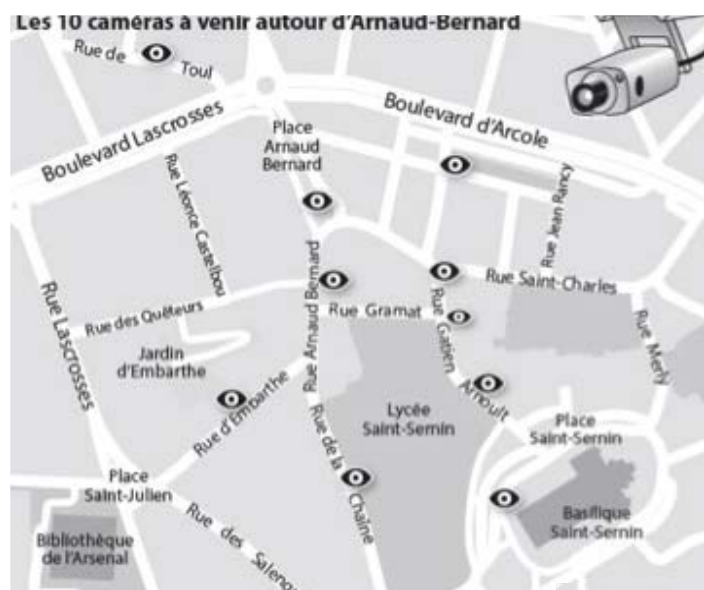 Les 10 caméras à venir autour d'Arnaud-Bernard
Rue de Toul
Boulevard Lascrosses
Boulevard d'Arcole
Place
Arnaud
Bernard
Rue Léonce Castelbou
Rue Jean Rancy
Rue Arnaud Bernard
Rue Saint-Charles
Rue Lascrosses
Rue des Quêteurs
Rue Gramat
Rue Gatien Arnoult
Rue Merly
Jardin
d'Embarthe
Rue d'Embarthe
Lycée
Saint-Sernin
Place
Saint-Sernin
Rue de la Chaîne
Place
Saint-Julien
Rue des Salenq
Basilique
Saint-Sernin
Bibliothèque
de l'Arsenal